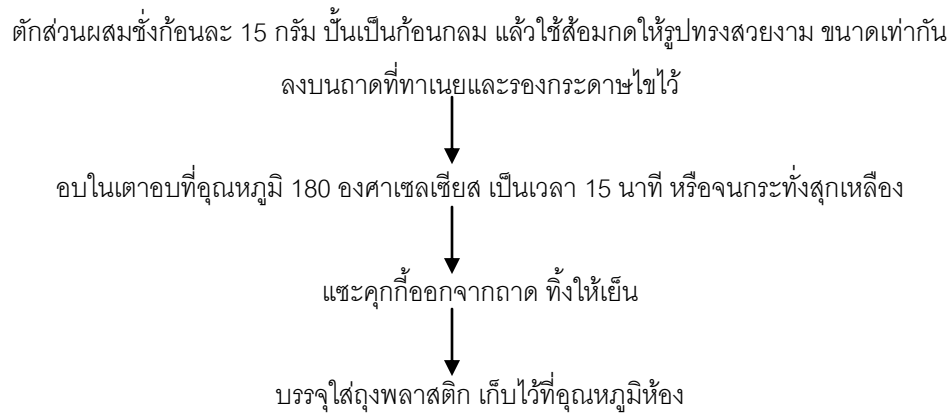 ตักส่วนผสมชั่งก้อนละ 15 กรัม ปั้นเป็นก้อนกลม แล้วใช้ส้อมกดให้รูปทรงสวยงาม ขนาดเท่ากัน
ลงบนถาดที่ทาเนยและรองกระดาษไขไว้
อบในเตาอบที่อุณหภูมิ 180 องศาเซลเซียส เป็นเวลา 15 นาที หรือจนกระทั่งสุกเหลือง
แซะคุกกี้ออกจากถาด ทิ้งให้เย็น
บรรจุใส่ถุงพลาสติก เก็บไว้ที่อุณหภูมิห้อง